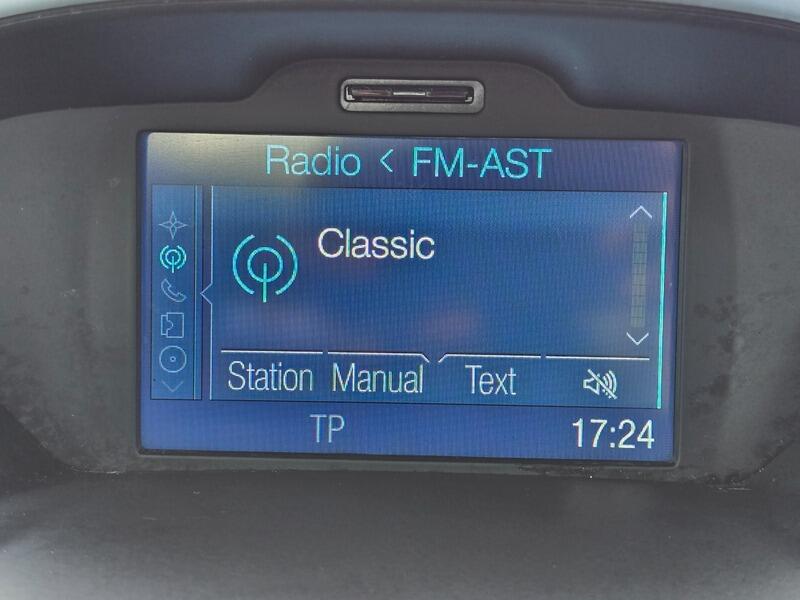 Radio < FM-AST
Classic
Station Manual Text
TP 17:24